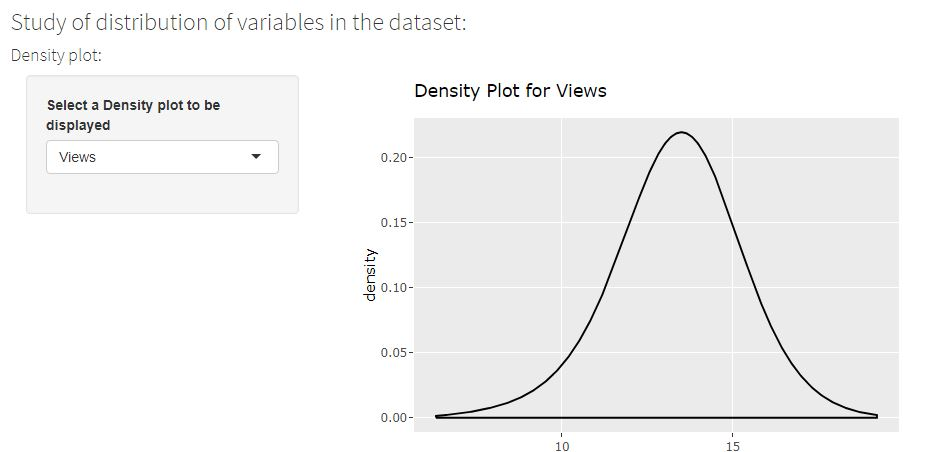 Study of distribution of variables in the dataset:
Density plot:
Select a Density plot to be
displayed
Views
Density Plot for Views
0.20
0.15
0.10
0.05
0.00
density
10
15